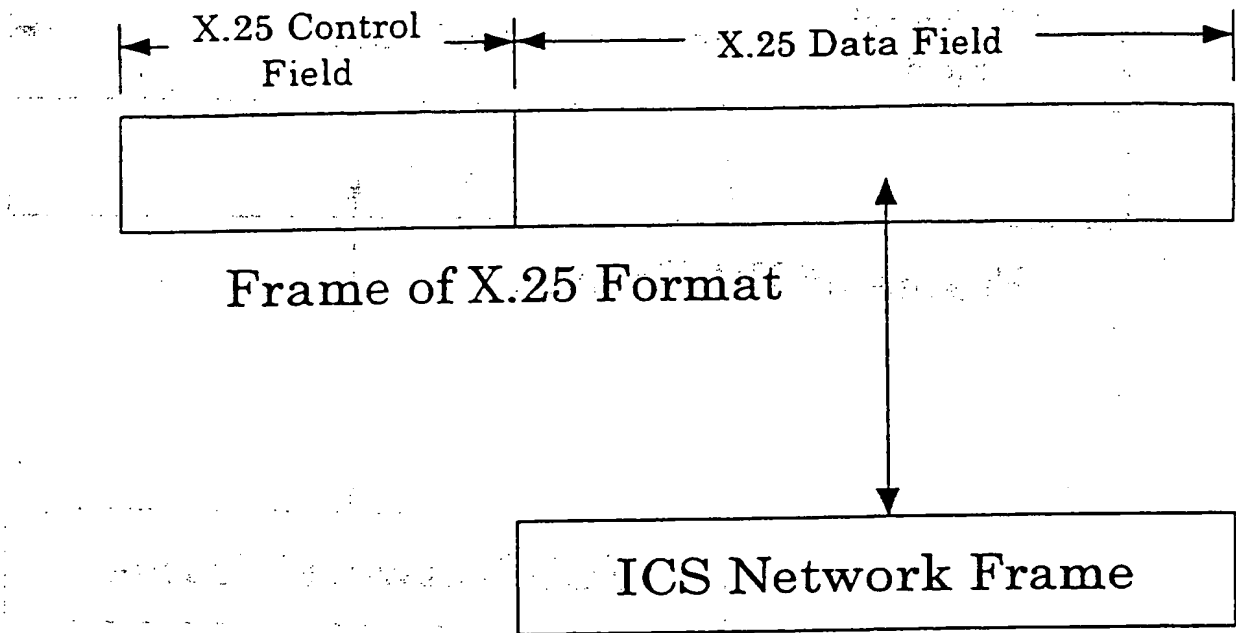 X.25 Control
Field
X.25 Data Field
Frame of X.25 Format
ICS Network Frame